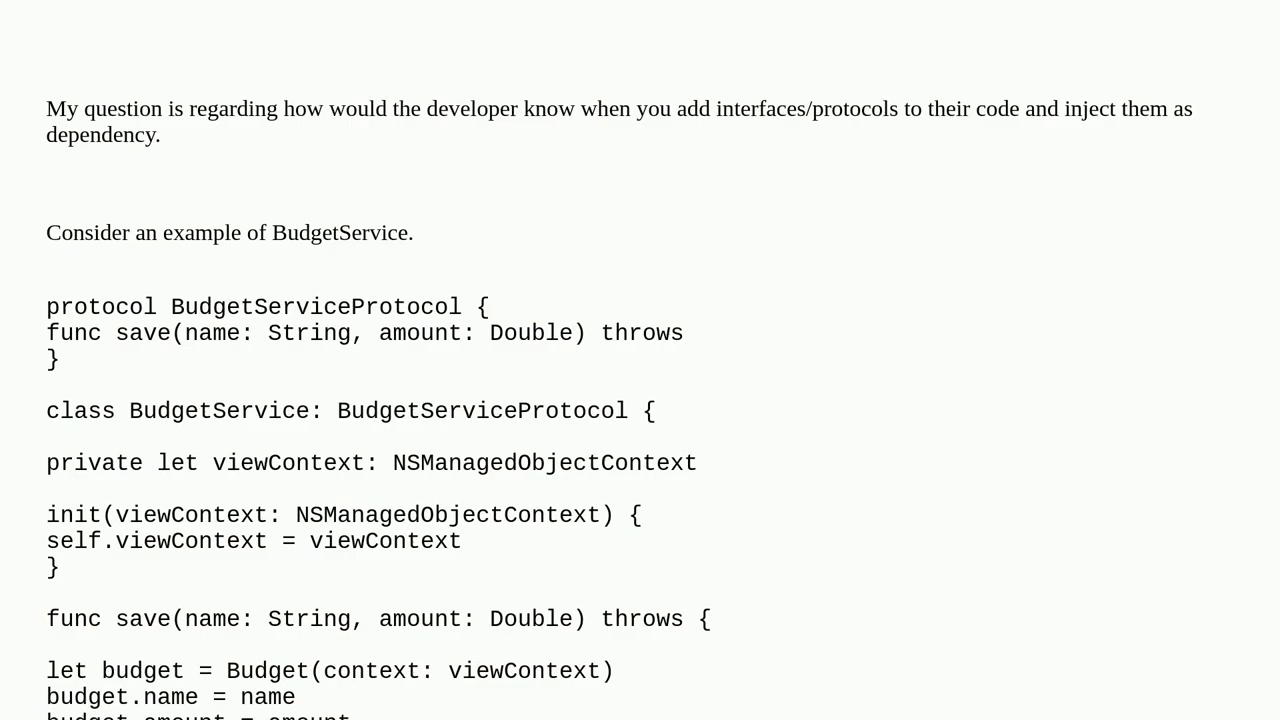 My question is regarding how would the developer know when you add interfaces/protocols to their code and inject them as
dependency.
Consider an example of BudgetService.
protocol BudgetServiceProtocol {
func save(name: String, amount: Double) throws
}
class BudgetService: BudgetServiceProtocol {
private let viewContext: NSManagedObjectContext
init(viewContext: NSManagedObjectContext) {
self.viewContext = viewContext
}
func save(name: String, amount: Double) throws {
let budget = Budget(context: viewContext)
budget.name = name
budget.amount = amount